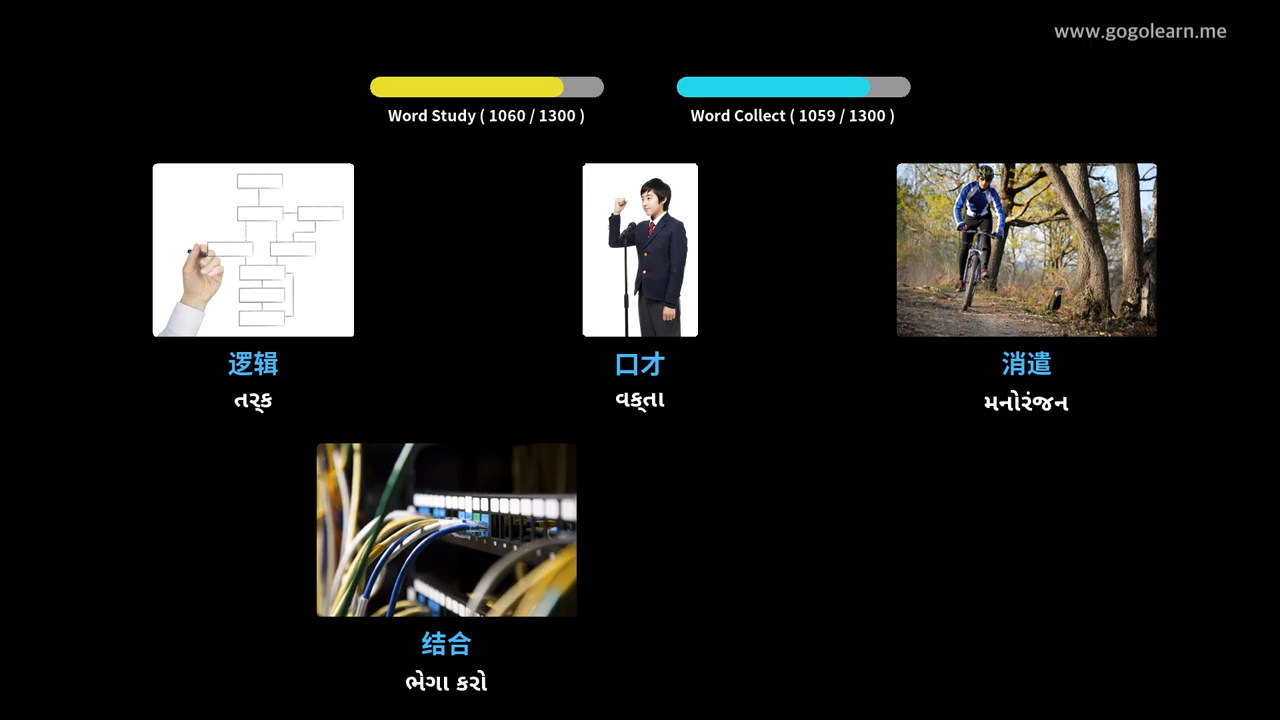 www.gogolearn.me
Word Study ( 1060 / 1300 )
Word Collect ( 1059 / 1300 )
逻辑
口才
消遣
તર્ક
વક્તા
મનોરંજન
结合
ભેગા કરો